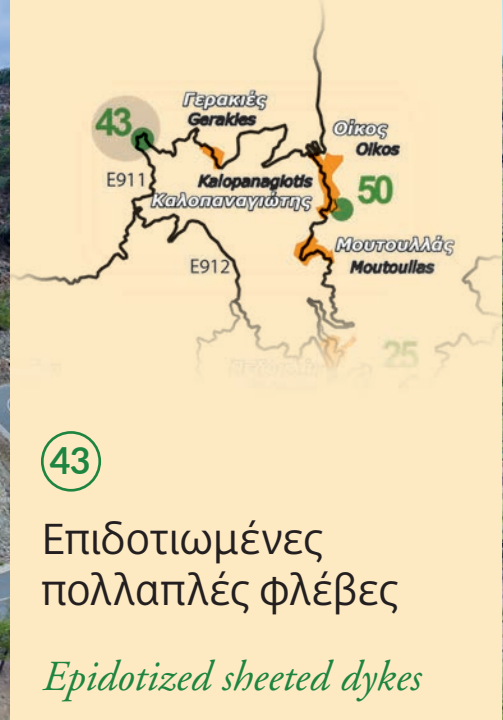 Γερακιές
Gerakies
43
Οίκος
Oikos
E911
Kalopanagiotis
50
Καλοπαναγιώτης
Μουτουλλάς
Moutoullas
E912
25
43
Επιδοτιωμένες
πολλαπλές φλέβες
Epidotized sheeted dykes